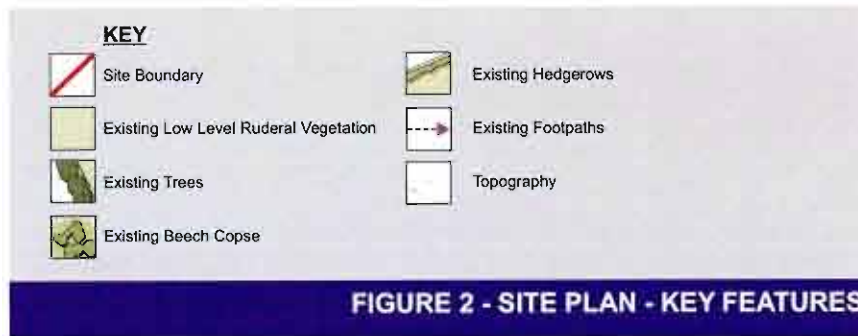 KEY
Site Boundary
Existing Low Level Ruderal Vegetation
Existing Trees
Existing Beech Copse
Existing Hedgerows
Existing Footpaths
Topography
FIGURE 2 - SITE PLAN - KEY FEATURES